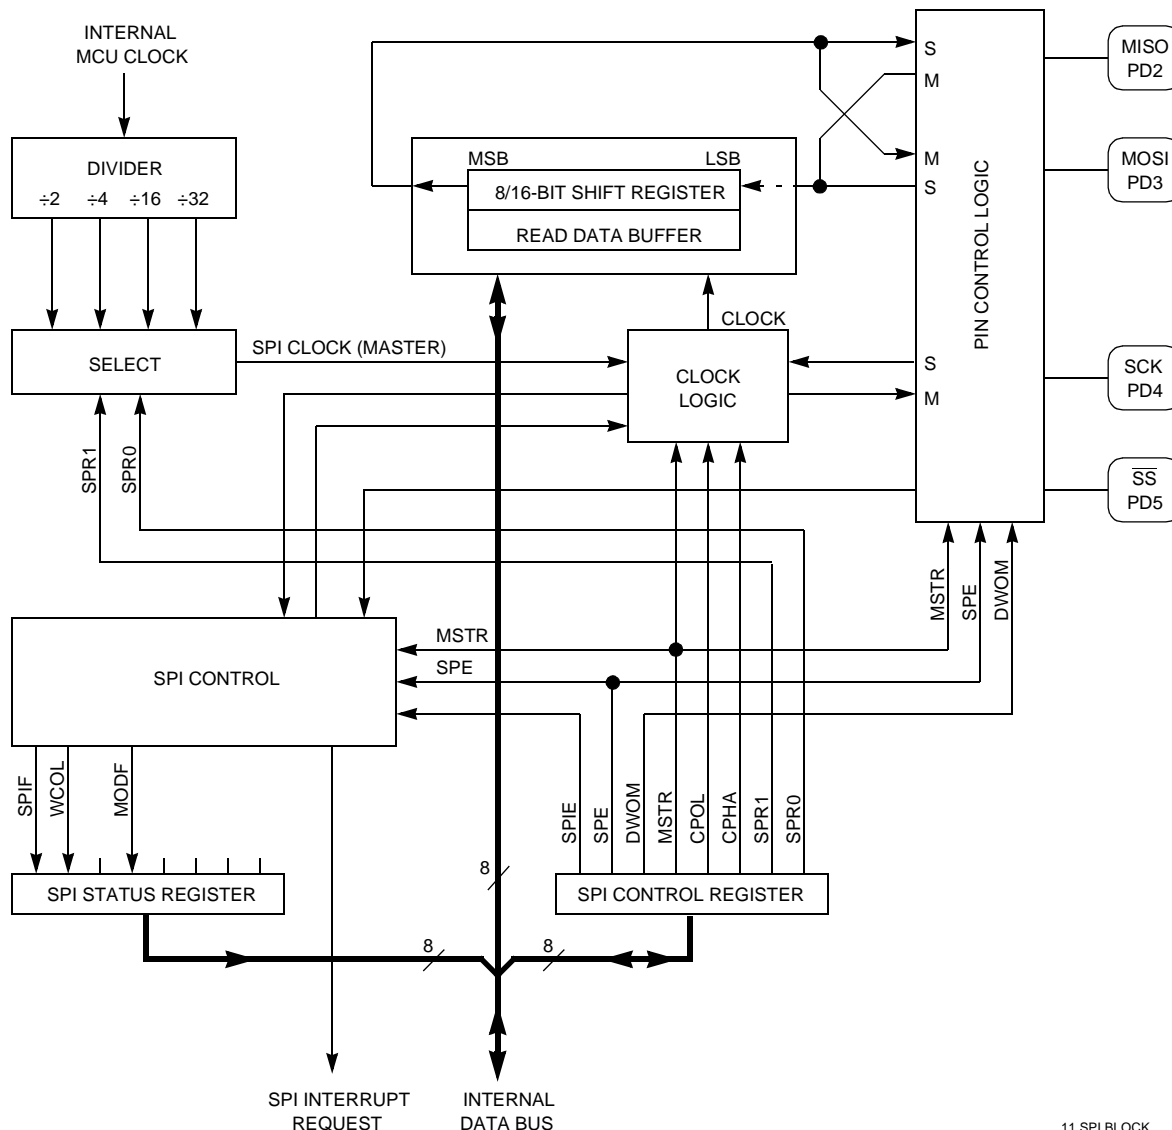 INTERNAL
MCU CLOCK
DIVIDER
÷2 ÷4 ÷16 ÷32
SELECT
SPI CLOCK (MASTER)
SPR1
SPR0
MSB LSB
8/16-BIT SHIFT REGISTER
READ DATA BUFFER
CLOCK
CLOCK
LOGIC
S
M
M
S
S
M
PIN CONTROL LOGIC
MISO
PD2
MOSI
PD3
SCK
PD4
SS
PD5
MSTR
SPE
DWOM
MSTR
SPE
SPI CONTROL
SPIF
WCOL
MODF
SPIE
SPE
DWOM
MSTR
CPOL
CPHA
SPR1
SPR0
8
SPI STATUS REGISTER
SPI CONTROL REGISTER
8
8
SPI INTERRUPT
REQUEST
INTERNAL
DATA BUS
11 SPI BLOCK